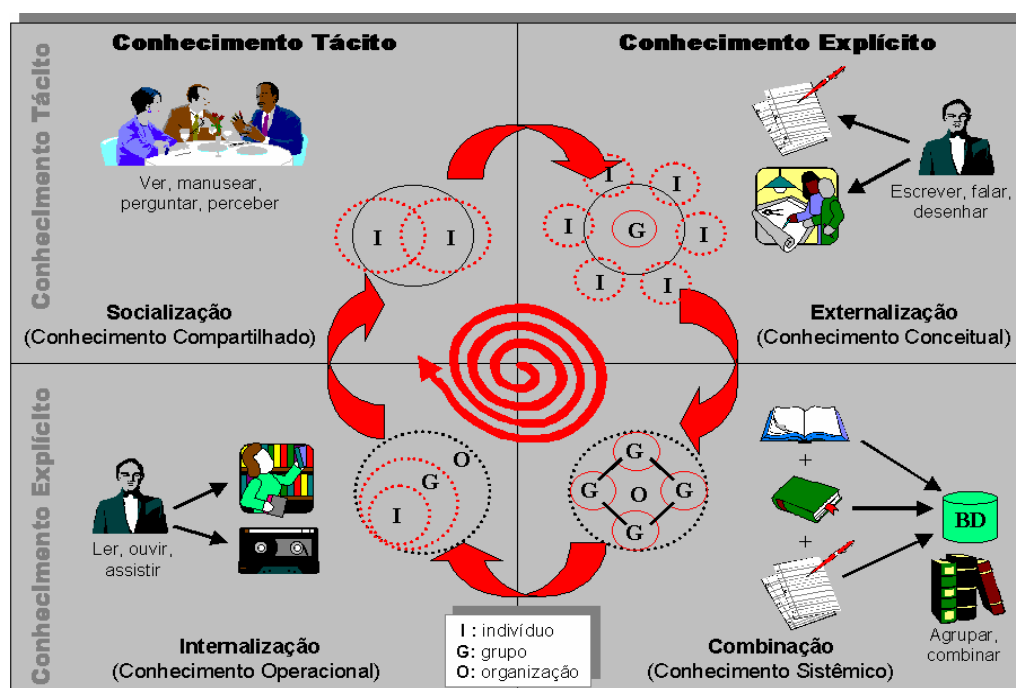 Conhecimento Tácito
Conhecimento Explícito
Conhecimento Tácito
Ver, manusear,
perguntar, perceber
I I
Socialização
(Conhecimento Compartilhado)
I I
I G I
I I
Escrever, falar,
desenhar
Externalização
(Conhecimento Conceitual)
Conhecimento Explícito
Ler, ouvir,
assistir
O
G
I
Internalização
(Conhecimento Operacional)
G
G O G
G
+
+
BD
Agrupar,
combinar
Combinação
(Conhecimento Sistêmico)
I : indivíduo
G: grupo
O: organização